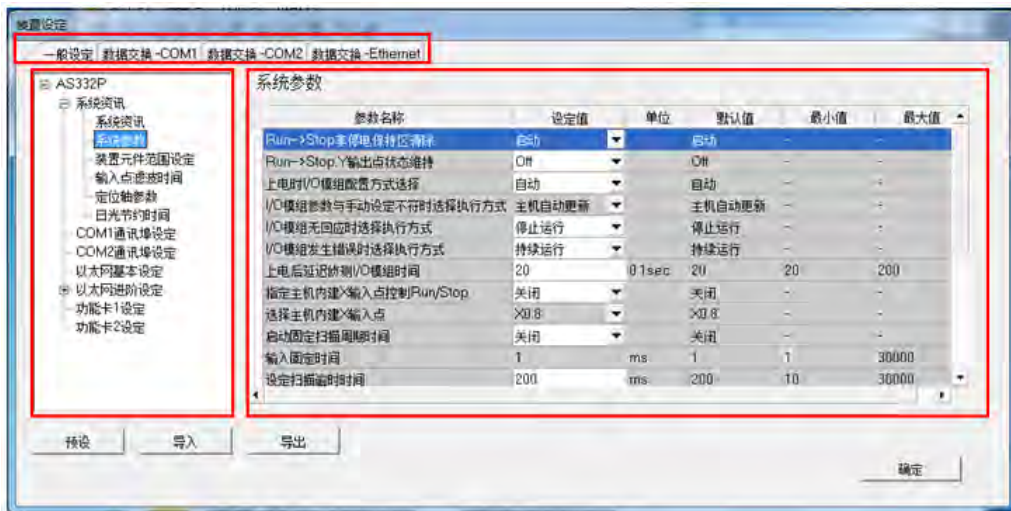 装置设定
一般设定 数据交换 -COM1 数据交换 -COM2 数据交换 -Ethernet
AS332P
系统资讯
系统资讯
系统参数
装置元件范围设定
输入点滤波时间
定位轴参数
日光节约时间
COM1通讯埠设定
COM2通讯埠设定
以太网基本设定
以太网进阶设定
功能卡1设定
功能卡2设定
系统参数
参数名称 设定值 单位 默认值 最小值 最大值
Run->Stop非停电保持区清除 启动 启动 - -
Run->Stop,Y输出点状态维持 Off Off - -
上电时I/O模组配置方式选择 自动 自动 - -
I/O模组参数与手动设定不符时选择执行方式 主机自动更新 主机自动更新 - -
I/O模组无回应时选择执行方式 停止运行 停止运行 - -
I/O模组发生错误时选择执行方式 持续运行 持续运行 - -
上电后延迟侦测I/O模组时间 20 0.1sec 20 20 200
指定主机内建X输入点控制Run/Stop 关闭 关闭 - -
选择主机内建X输入点 X0.8 X0.8 - -
启动固定扫描周期时间 关闭 关闭 - -
输入固定时间 1 ms 1 1 30000
设定扫描逾时时间 200 ms 200 10 30000
预设 导入 导出
确定